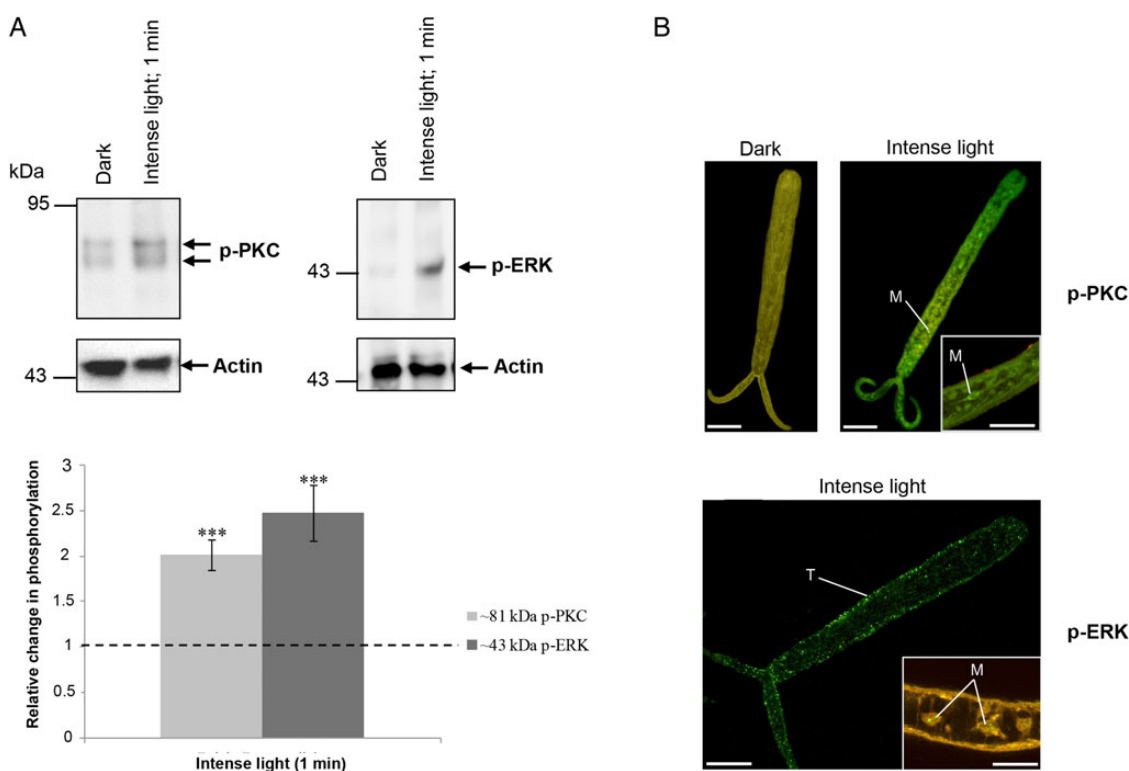 A
kDa
Dark
Intense light; 1 min
95
p-PKC
Actin
43
Dark
Intense light; 1 min
43
p-ERK
43
Actin
Relative change in phosphorylation
3
2.5
2
1.5
1
0.5
0
***
***
~81 kDa p-PKC
~43 kDa p-ERK
Intense light (1 min)
B
Dark
Intense light
M
M
p-PKC
Intense light
T
M
p-ERK